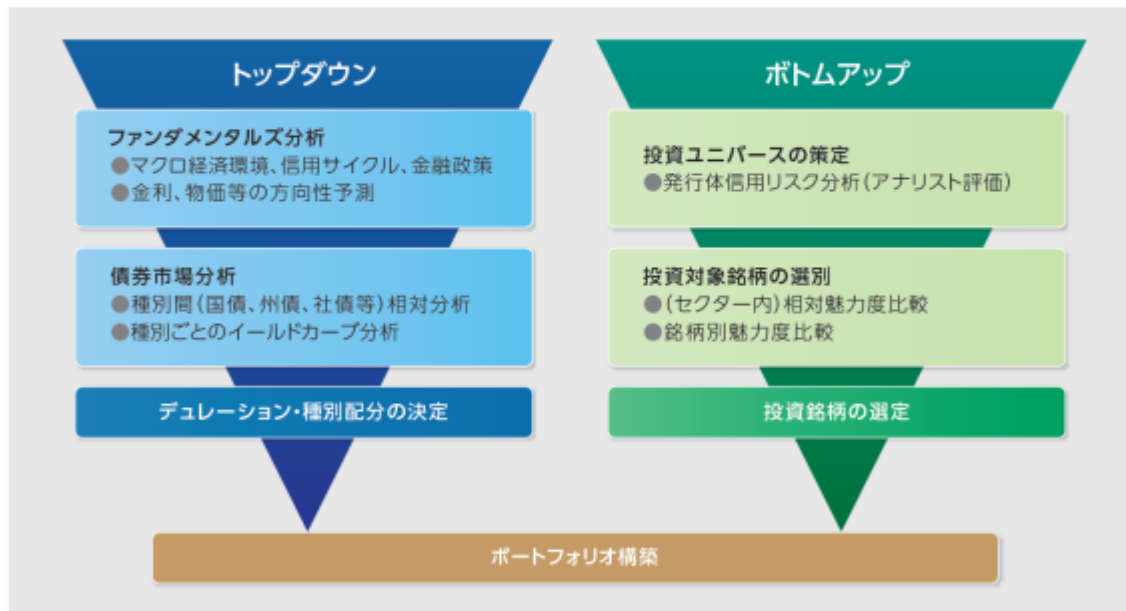 トップダウン
ファンダメンタルズ分析
●マクロ経済環境、信用サイクル、金融政策
●金利、物価等の方向性予測
債券市場分析
●種別間(国債、州債、社債等)相対分析
●種別ごとのイールドカーブ分析
デュレーション・種別配分の決定
ボトムアップ
投資ユニバースの策定
●発行体信用リスク分析(アナリスト評価)
投資対象銘柄の選別
●(セクター内)相対魅力度比較
●銘柄別魅力度比較
投資銘柄の選定
ポートフォリオ構築